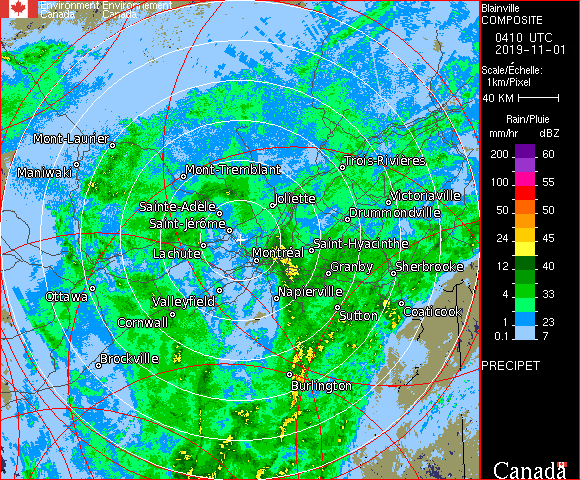 Environment Environnement
Canada Canada
Blainville
COMPOSITE
0410 UTC
2019-11-01
Scale/Échelle:
1km/Pixel
40 KM
Rain/Pluie
mm/hr dBZ
200 60
100 55
50 50
24 45
12 40
4 33
1 23
0.1 7
PRECIPET
Canada
Mont-Laurier
Maniwaki
Mont-Tremblant
Trois-Rivières
Sainte-Adèle
Joliette
Victoriaville
Saint-Jérôme
Drummondville
Lachute
Montréal
Saint-Hyacinthe
Granby
Sherbrooke
Ottawa
Valleyfield
Napierville
Cornwall
Sutton
Coaticook
Brockville
Burlington